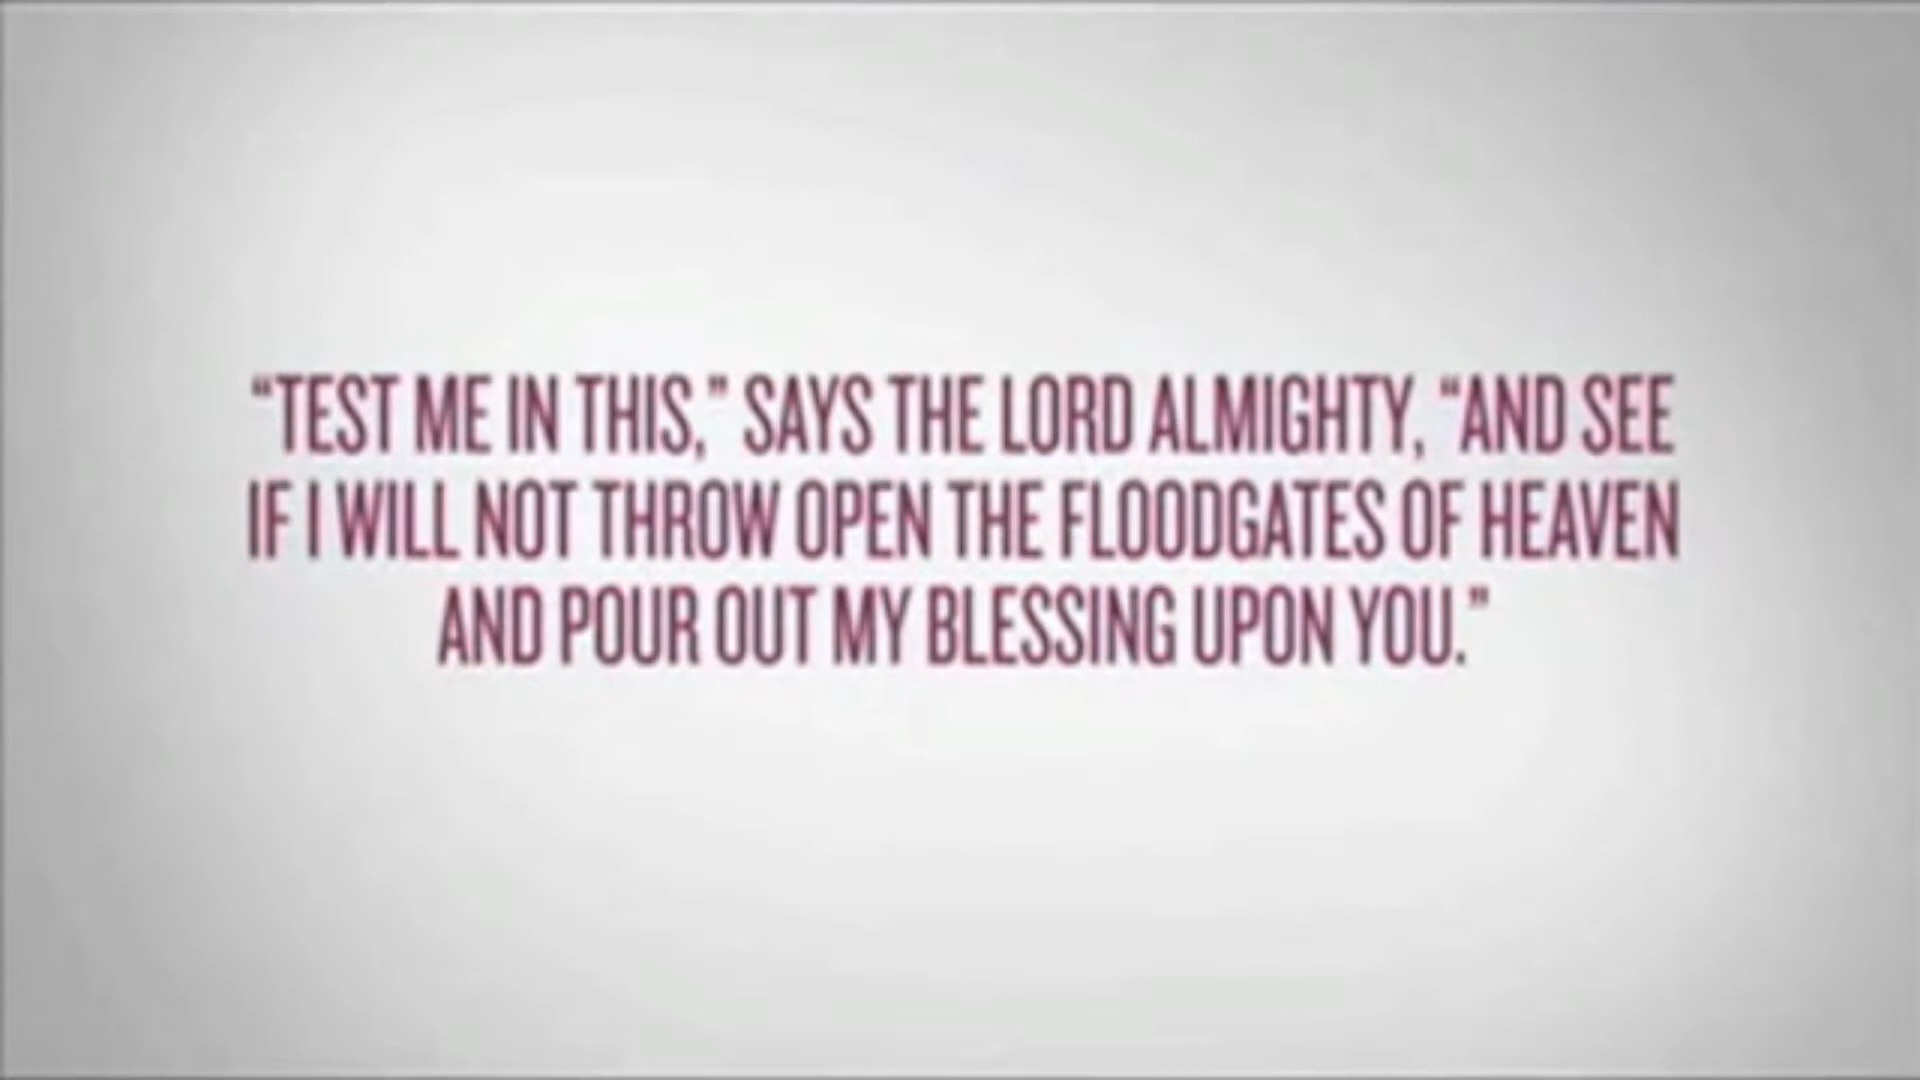 “TEST ME IN THIS,” SAYS THE LORD ALMIGHTY, “AND SEE
IF I WILL NOT THROW OPEN THE FLOODGATES OF HEAVEN
AND POUR OUT MY BLESSING UPON YOU.”